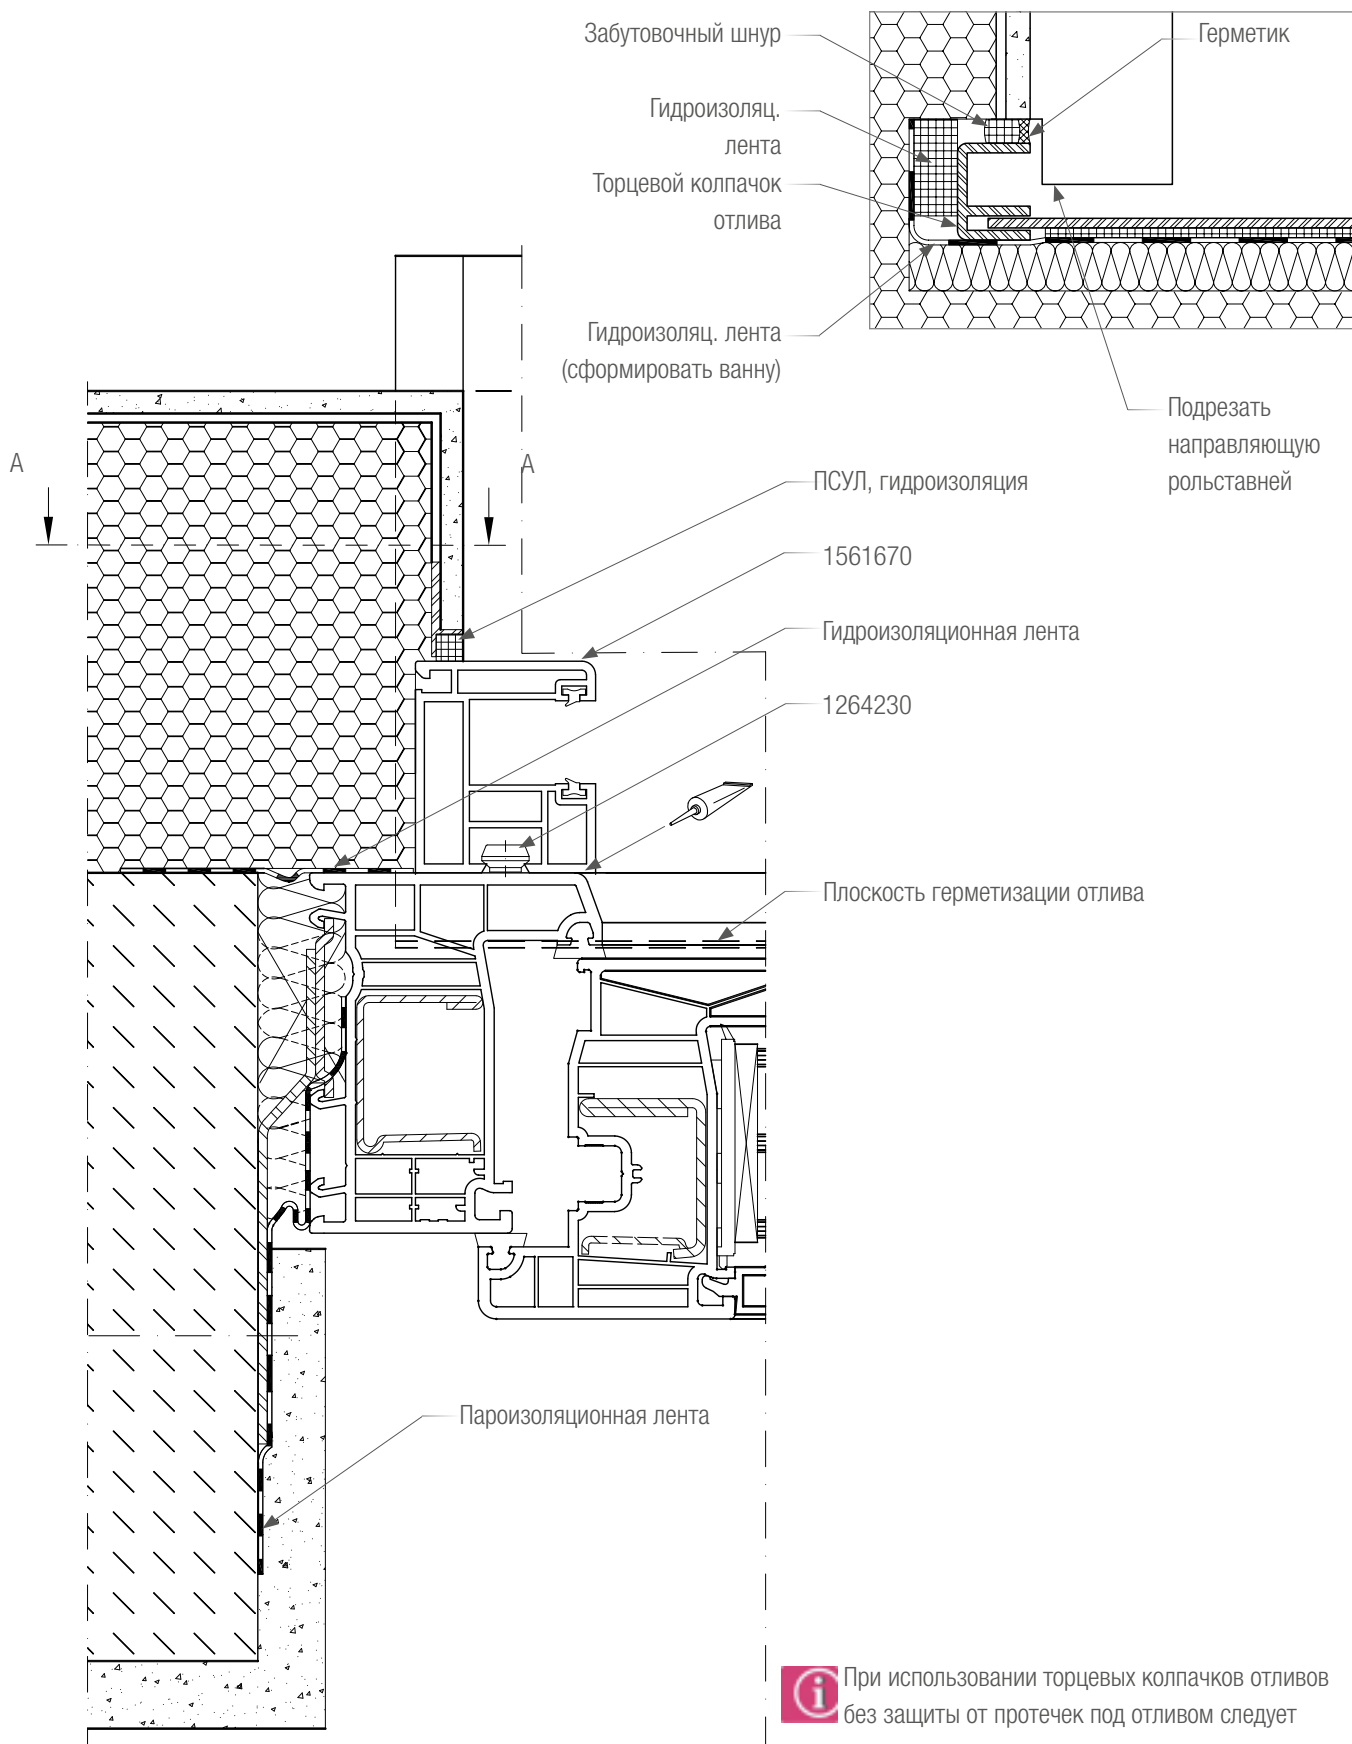 Забутовочный шнур
Герметик
Гидроизоляц.
лента
Торцевой колпачок
отлива
Гидроизоляц. лента
(сформировать ванну)
Подрезать
направляющую
рольставней
A
A
ПСУЛ, гидроизоляция
1561670
Гидроизоляционная лента
1264230
Плоскость герметизации отлива
Пароизоляционная лента
При использовании торцевых колпачков отливов
без защиты от протечек под отливом следует